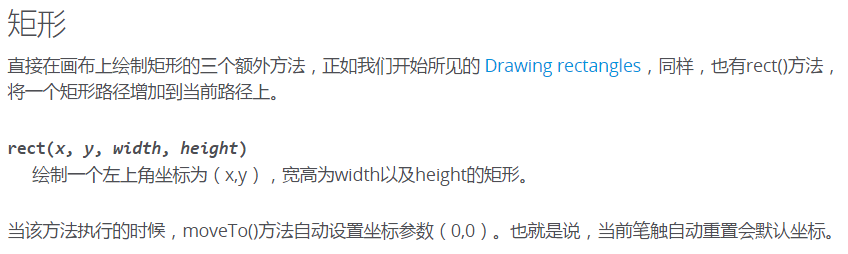 矩形
直接在画布上绘制矩形的三个额外方法，正如我们开始所见的 Drawing rectangles，同样，也有rect()方法，
将一个矩形路径增加到当前路径上。
rect(x, y, width, height)
绘制一个左上角坐标为（x,y），宽高为width以及height的矩形。
当该方法执行的时候，moveTo()方法自动设置坐标参数（0,0）。也就是说，当前笔触自动重置会默认坐标。